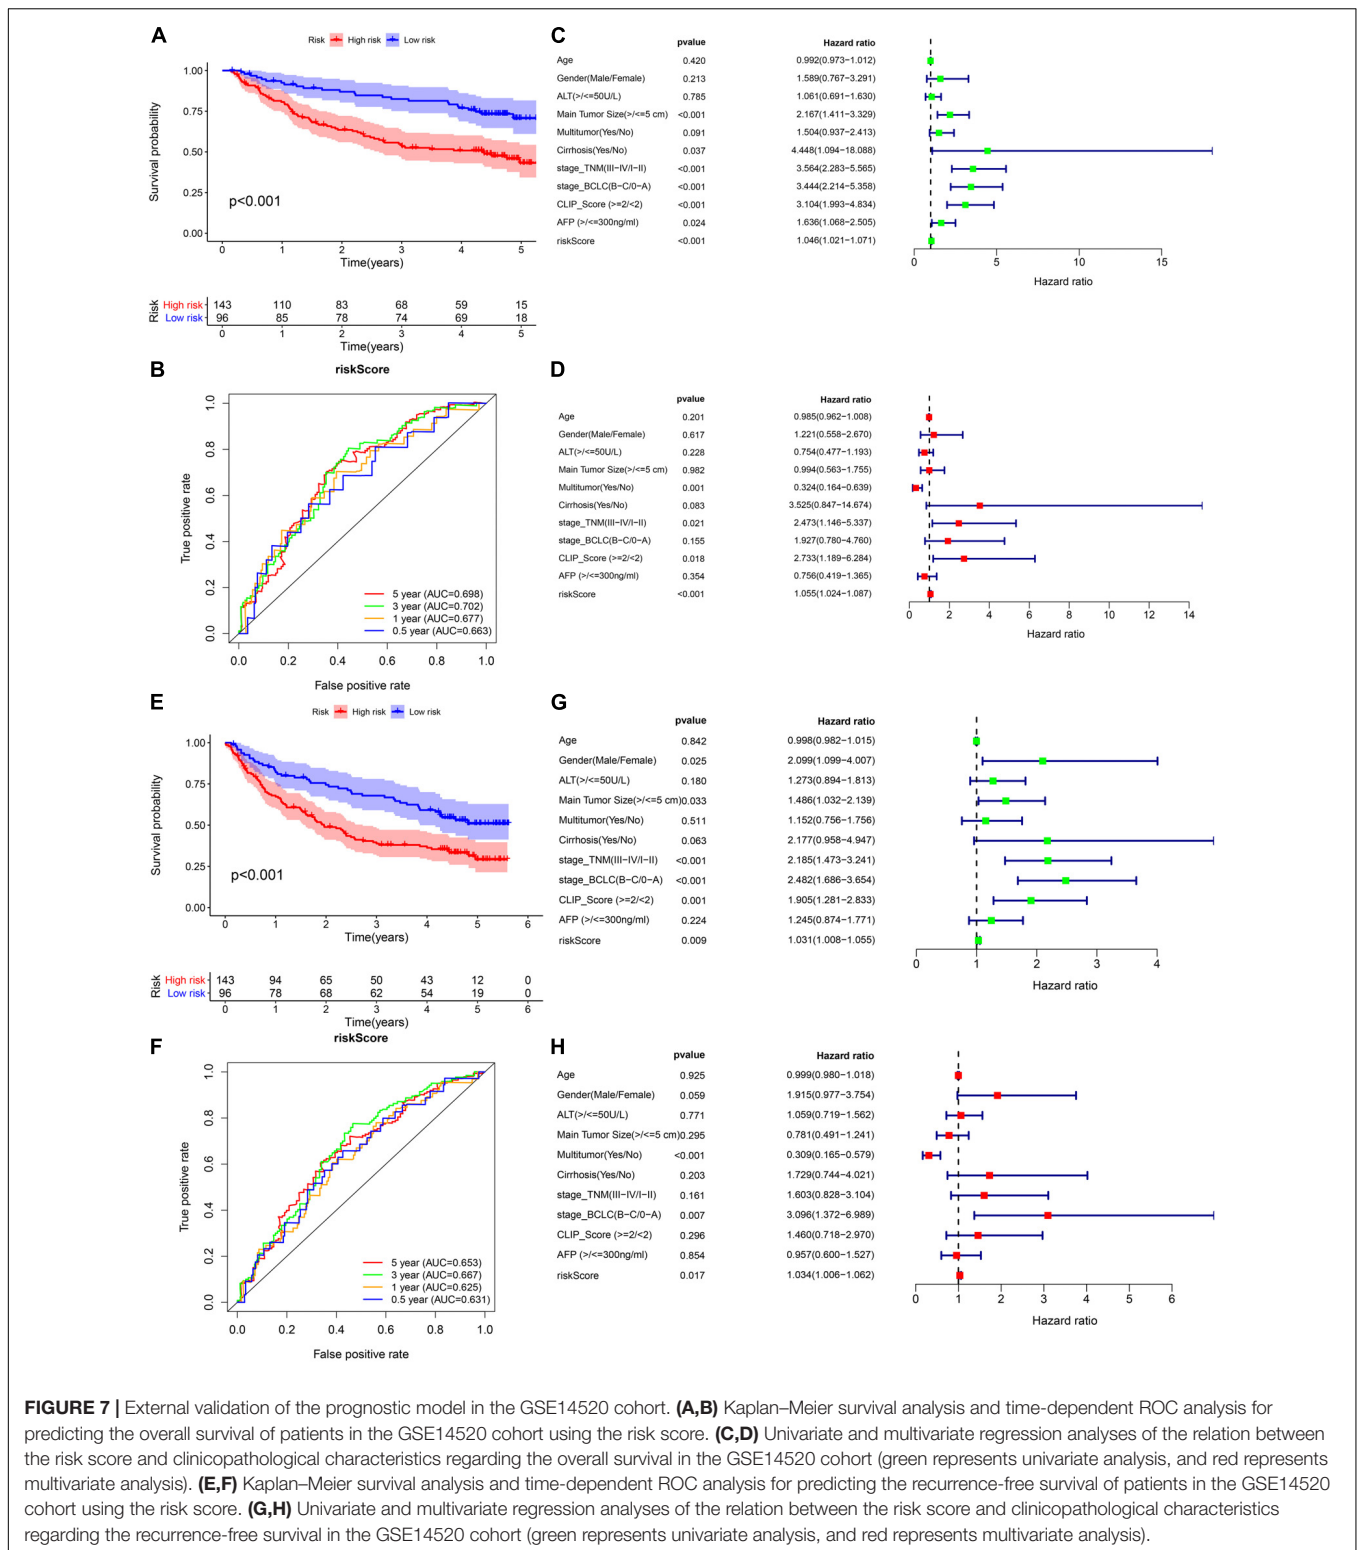 A
Risk High risk Low risk
Survival probability
1.00
0.75
0.50
0.25
0.00
p<0.001
0 1 2 3 4 5
Time(years)
Risk
High risk 143 110 83 68 59 15
Low risk 96 85 78 74 69 18
0 1 2 3 4 5
Time(years)
C
pvalue Hazard ratio
Age 0.420 0.992(0.973−1.012)
Gender(Male/Female) 0.213 1.589(0.767−3.291)
ALT(>/<=50U/L) 0.785 1.061(0.691−1.630)
Main Tumor Size(>/<=5 cm) <0.001 2.167(1.411−3.329)
Multitumor(Yes/No) 0.091 1.504(0.937−2.413)
Cirrhosis(Yes/No) 0.037 4.448(1.094−18.088)
stage_TNM(III−IV/I−II) <0.001 3.564(2.283−5.565)
stage_BCLC(B−C/0−A) <0.001 3.444(2.214−5.358)
CLIP_Score (>=2/<2) <0.001 3.104(1.993−4.834)
AFP (>/<=300ng/ml) 0.024 1.636(1.068−2.505)
riskScore <0.001 1.046(1.021−1.071)
0 5 10 15
Hazard ratio
B
riskScore
True positive rate
1.0
0.8
0.6
0.4
0.2
0.0
5 year (AUC=0.698)
3 year (AUC=0.702)
1 year (AUC=0.677)
0.5 year (AUC=0.663)
0.0 0.2 0.4 0.6 0.8 1.0
False positive rate
D
pvalue Hazard ratio
Age 0.201 0.985(0.962−1.008)
Gender(Male/Female) 0.617 1.221(0.558−2.670)
ALT(>/<=50U/L) 0.228 0.754(0.477−1.193)
Main Tumor Size(>/<=5 cm) 0.982 0.994(0.563−1.755)
Multitumor(Yes/No) 0.001 0.324(0.164−0.639)
Cirrhosis(Yes/No) 0.083 3.525(0.847−14.674)
stage_TNM(III−IV/I−II) 0.021 2.473(1.146−5.337)
stage_BCLC(B−C/0−A) 0.155 1.927(0.780−4.760)
CLIP_Score (>=2/<2) 0.018 2.733(1.189−6.284)
AFP (>/<=300ng/ml) 0.354 0.756(0.419−1.365)
riskScore <0.001 1.055(1.024−1.087)
0 2 4 6 8 10 12 14
Hazard ratio
E
Risk High risk Low risk
Survival probability
1.00
0.75
0.50
0.25
0.00
p<0.001
0 1 2 3 4 5 6
Time(years)
Risk
High risk 143 94 65 50 43 12 0
Low risk 96 78 68 62 54 19 0
0 1 2 3 4 5 6
Time(years)
G
pvalue Hazard ratio
Age 0.842 0.998(0.982−1.015)
Gender(Male/Female) 0.025 2.099(1.099−4.007)
ALT(>/<=50U/L) 0.180 1.273(0.894−1.813)
Main Tumor Size(>/<=5 cm)0.033 1.486(1.032−2.139)
Multitumor(Yes/No) 0.511 1.152(0.756−1.756)
Cirrhosis(Yes/No) 0.063 2.177(0.958−4.947)
stage_TNM(III−IV/I−II) <0.001 2.185(1.473−3.241)
stage_BCLC(B−C/0−A) <0.001 2.482(1.686−3.654)
CLIP_Score (>=2/<2) 0.001 1.905(1.281−2.833)
AFP (>/<=300ng/ml) 0.224 1.245(0.874−1.771)
riskScore 0.009 1.031(1.008−1.055)
0 1 2 3 4
Hazard ratio
F
riskScore
True positive rate
1.0
0.8
0.6
0.4
0.2
0.0
5 year (AUC=0.653)
3 year (AUC=0.667)
1 year (AUC=0.625)
0.5 year (AUC=0.631)
0.0 0.2 0.4 0.6 0.8 1.0
False positive rate
H
pvalue Hazard ratio
Age 0.925 0.999(0.980−1.018)
Gender(Male/Female) 0.059 1.915(0.977−3.754)
ALT(>/<=50U/L) 0.771 1.059(0.719−1.562)
Main Tumor Size(>/<=5 cm)0.295 0.781(0.491−1.241)
Multitumor(Yes/No) <0.001 0.309(0.165−0.579)
Cirrhosis(Yes/No) 0.203 1.729(0.744−4.021)
stage_TNM(III−IV/I−II) 0.161 1.603(0.828−3.104)
stage_BCLC(B−C/0−A) 0.007 3.096(1.372−6.989)
CLIP_Score (>=2/<2) 0.296 1.460(0.718−2.970)
AFP (>/<=300ng/ml) 0.854 0.957(0.600−1.527)
riskScore 0.017 1.034(1.006−1.062)
0 1 2 3 4 5 6
Hazard ratio
FIGURE 7 | External validation of the prognostic model in the GSE14520 cohort. (A,B) Kaplan–Meier survival analysis and time-dependent ROC analysis for
predicting the overall survival of patients in the GSE14520 cohort using the risk score. (C,D) Univariate and multivariate regression analyses of the relation between
the risk score and clinicopathological characteristics regarding the overall survival in the GSE14520 cohort (green represents univariate analysis, and red represents
multivariate analysis). (E,F) Kaplan–Meier survival analysis and time-dependent ROC analysis for predicting the recurrence-free survival of patients in the GSE14520
cohort using the risk score. (G,H) Univariate and multivariate regression analyses of the relation between the risk score and clinicopathological characteristics
regarding the recurrence-free survival in the GSE14520 cohort (green represents univariate analysis, and red represents multivariate analysis).